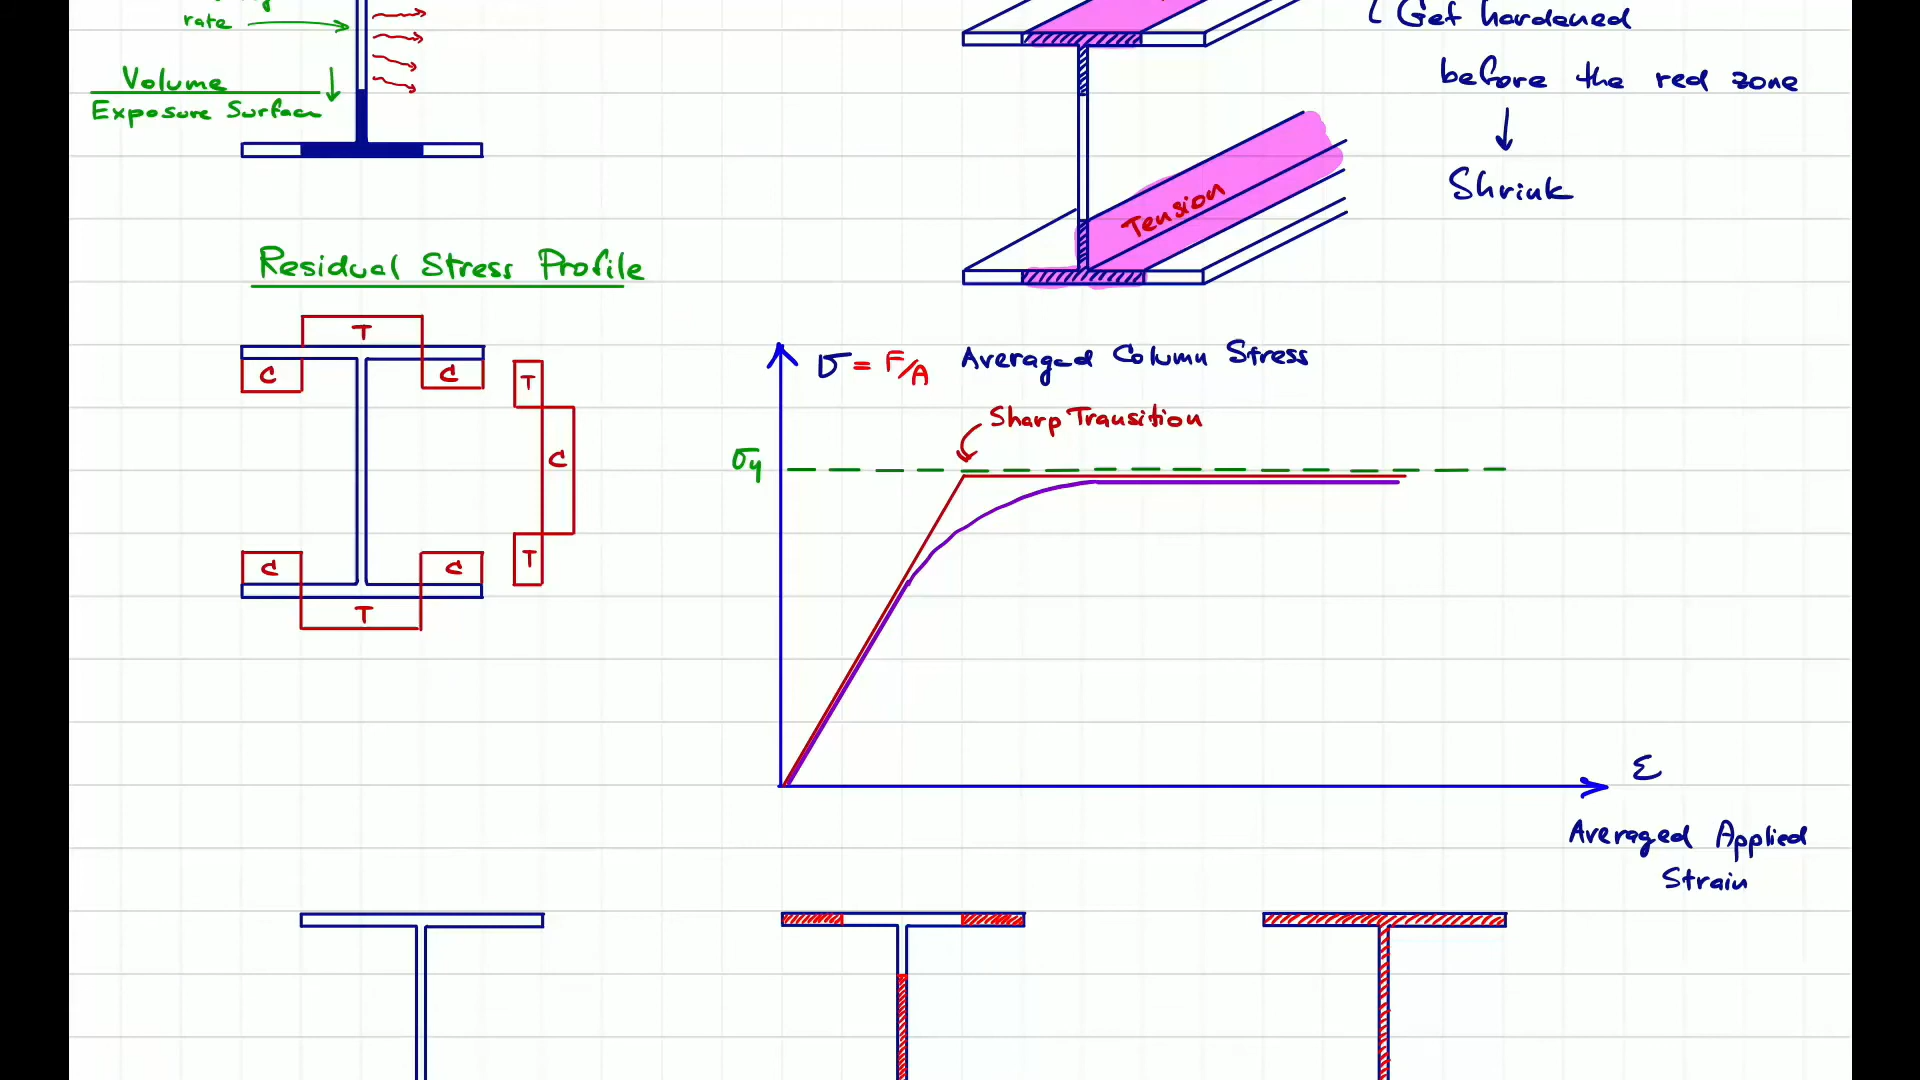 rate
Volume
Exposure Surface
Get hardened
before the red zone
Shrink
Tension
Residual Stress Profile
T
C
C
T
C
T
C
C
T
σ = F/A Averaged Column Stress
Sharp Transition
σy
ε
Averaged Applied
Strain